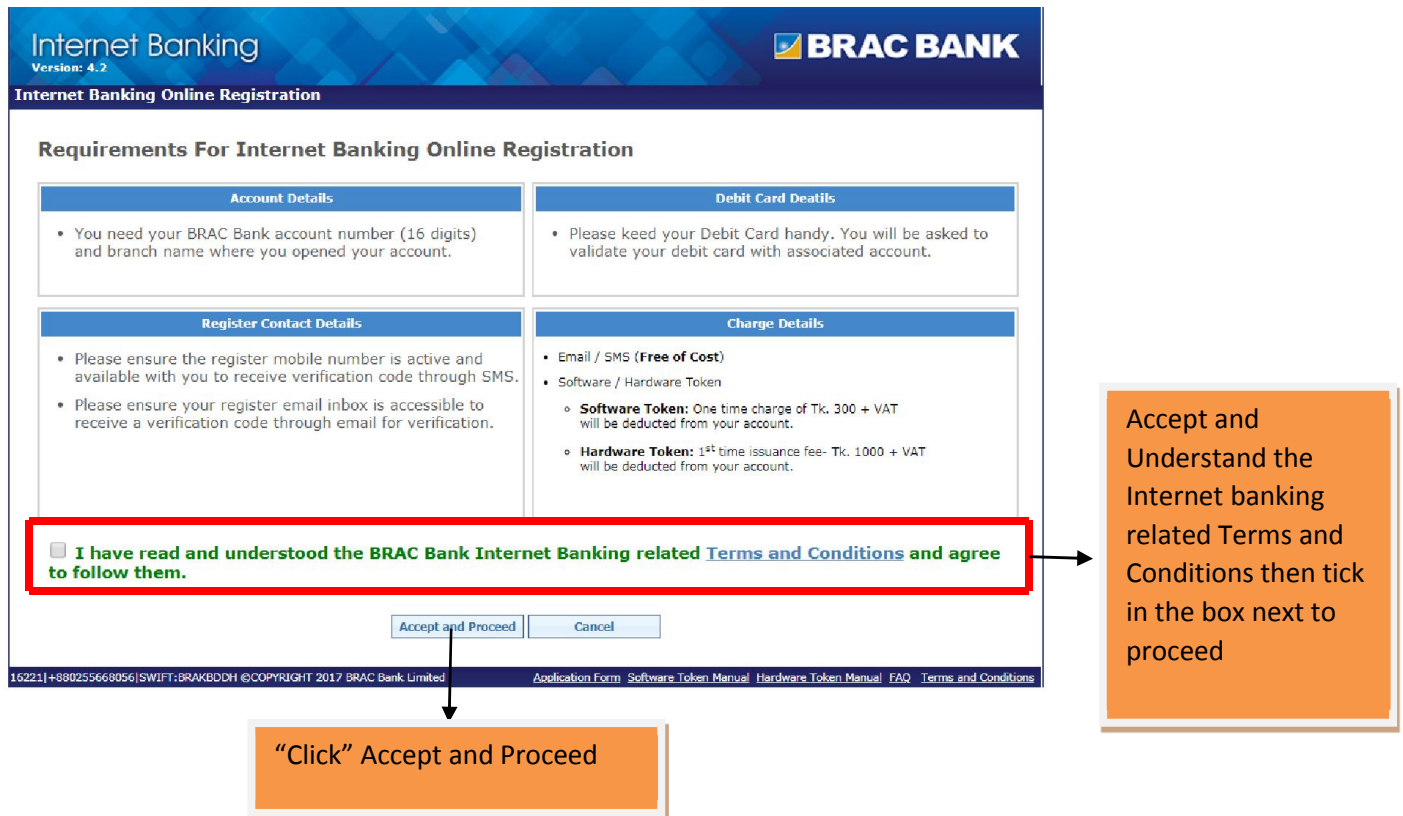 Internet Banking
Version: 4.2
BRAC BANK
Internet Banking Online Registration
Requirements For Internet Banking Online Registration
Account Details
• You need your BRAC Bank account number (16 digits)
and branch name where you opened your account.
Debit Card Deatils
• Please keed your Debit Card handy. You will be asked to
validate your debit card with associated account.
Register Contact Details
• Please ensure the register mobile number is active and
available with you to receive verification code through SMS.
• Please ensure your register email inbox is accessible to
receive a verification code through email for verification.
Charge Details
• Email / SMS (Free of Cost)
• Software / Hardware Token
Software Token: One time charge of Tk. 300 + VAT
will be deducted from your account.
Hardware Token: 1st time issuance fee- Tk. 1000 + VAT
will be deducted from your account.
I have read and understood the BRAC Bank Internet Banking related Terms and Conditions and agree
to follow them.
Accept and Proceed Cancel
16221|+880255668056|SWIFT:BRAKBDDH ©COPYRIGHT 2017 BRAC Bank Limited
Application Form Software Token Manual Hardware Token Manual FAQ Terms and Conditions
Accept and
Understand the
Internet banking
related Terms and
Conditions then tick
in the box next to
proceed
“Click” Accept and Proceed